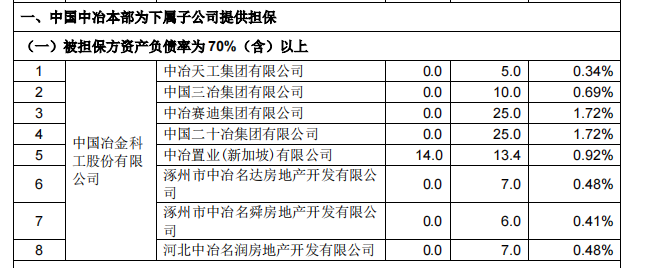 一、中国中冶本部为下属子公司提供担保
（一）被担保方资产负债率为 70%（含）以上
1 中冶天工集团有限公司 0.0 5.0 0.34%
2 中国三冶集团有限公司 0.0 10.0 0.69%
3 中冶赛迪集团有限公司 0.0 25.0 1.72%
4 中国二十冶集团有限公司 0.0 25.0 1.72%
中国冶金科
工股份有限
公司
5 中冶置业(新加坡)有限公司 14.0 13.4 0.92%
6 涿州市中冶名达房地产开发有限公
司 0.0 7.0 0.48%
7 涿州市中冶名舜房地产开发有限公
司 0.0 6.0 0.41%
8 河北中冶名润房地产开发有限公司 0.0 7.0 0.48%